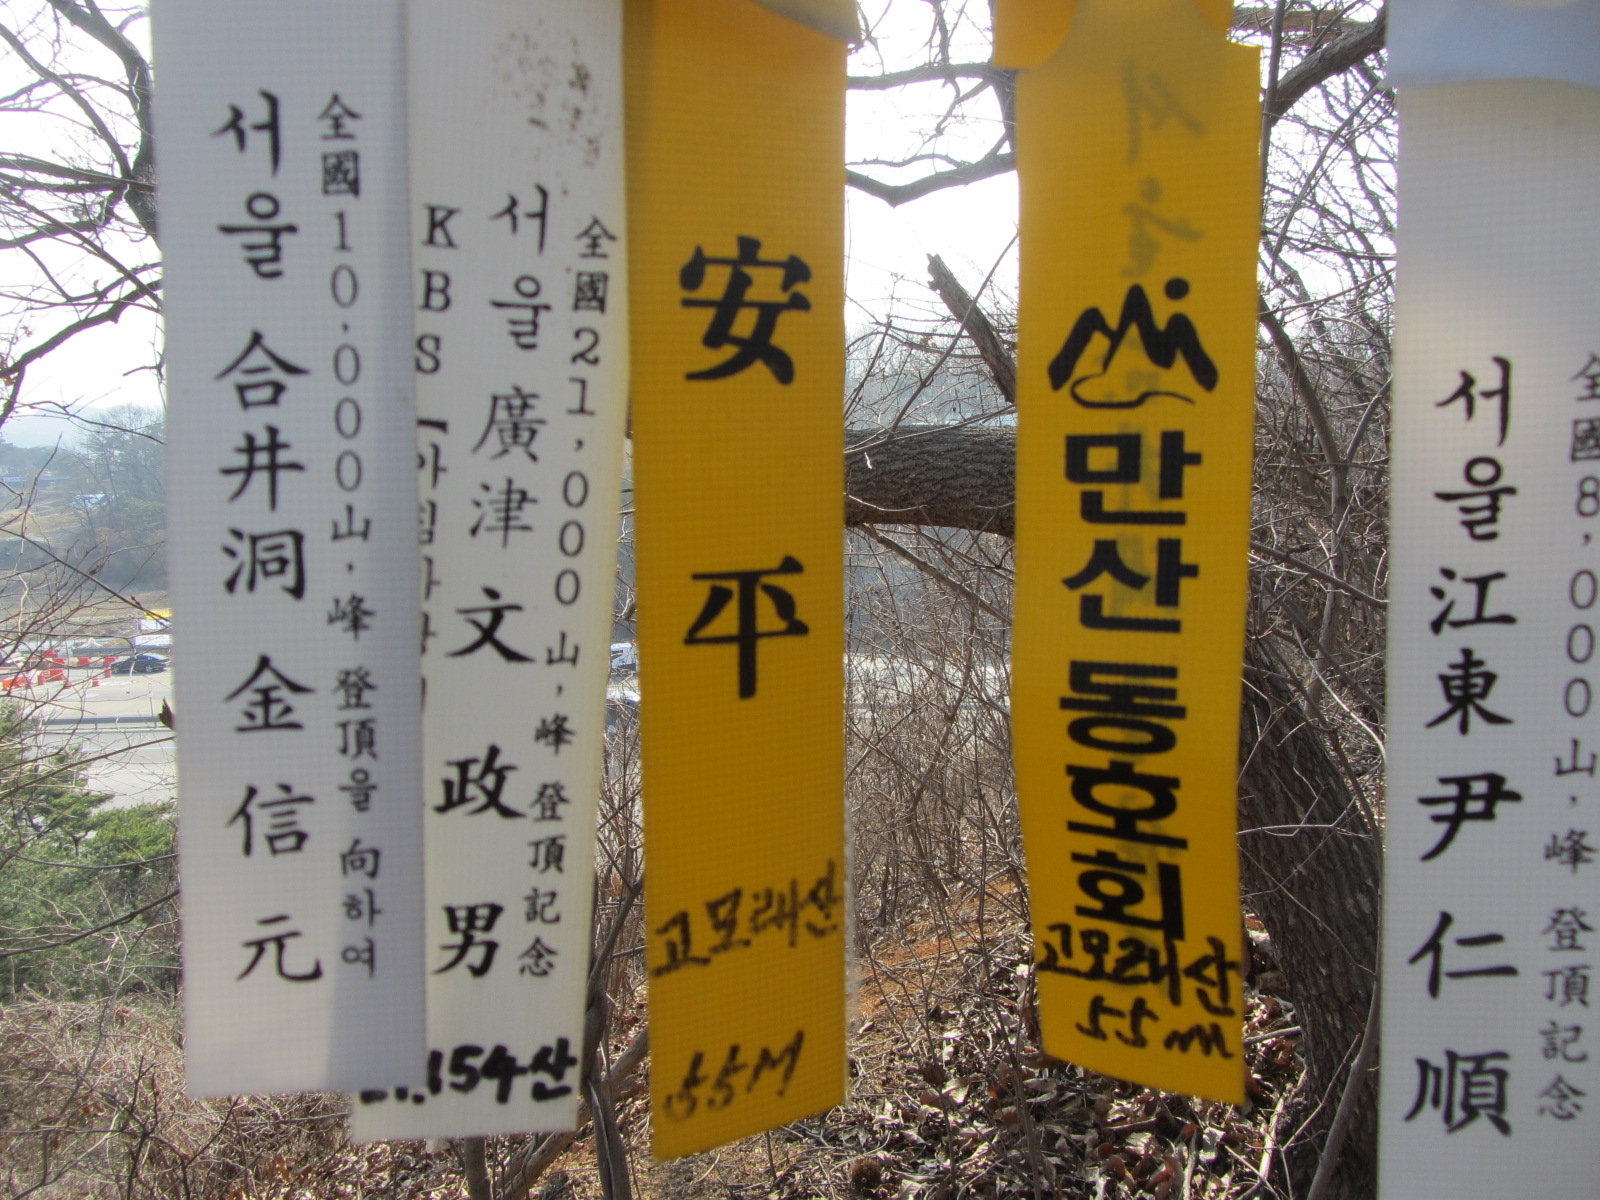 全國10,000山,峰 登頂을 向하여
서울 合井洞 金信元
全國21,000山,峰 登頂記念
서울 廣津 文政男
KBS
154산
安平
고모래산
55M
서울
만산동호회
고모래산
55m
全國8,000山,峰 登頂記念
서울 江東 尹仁順